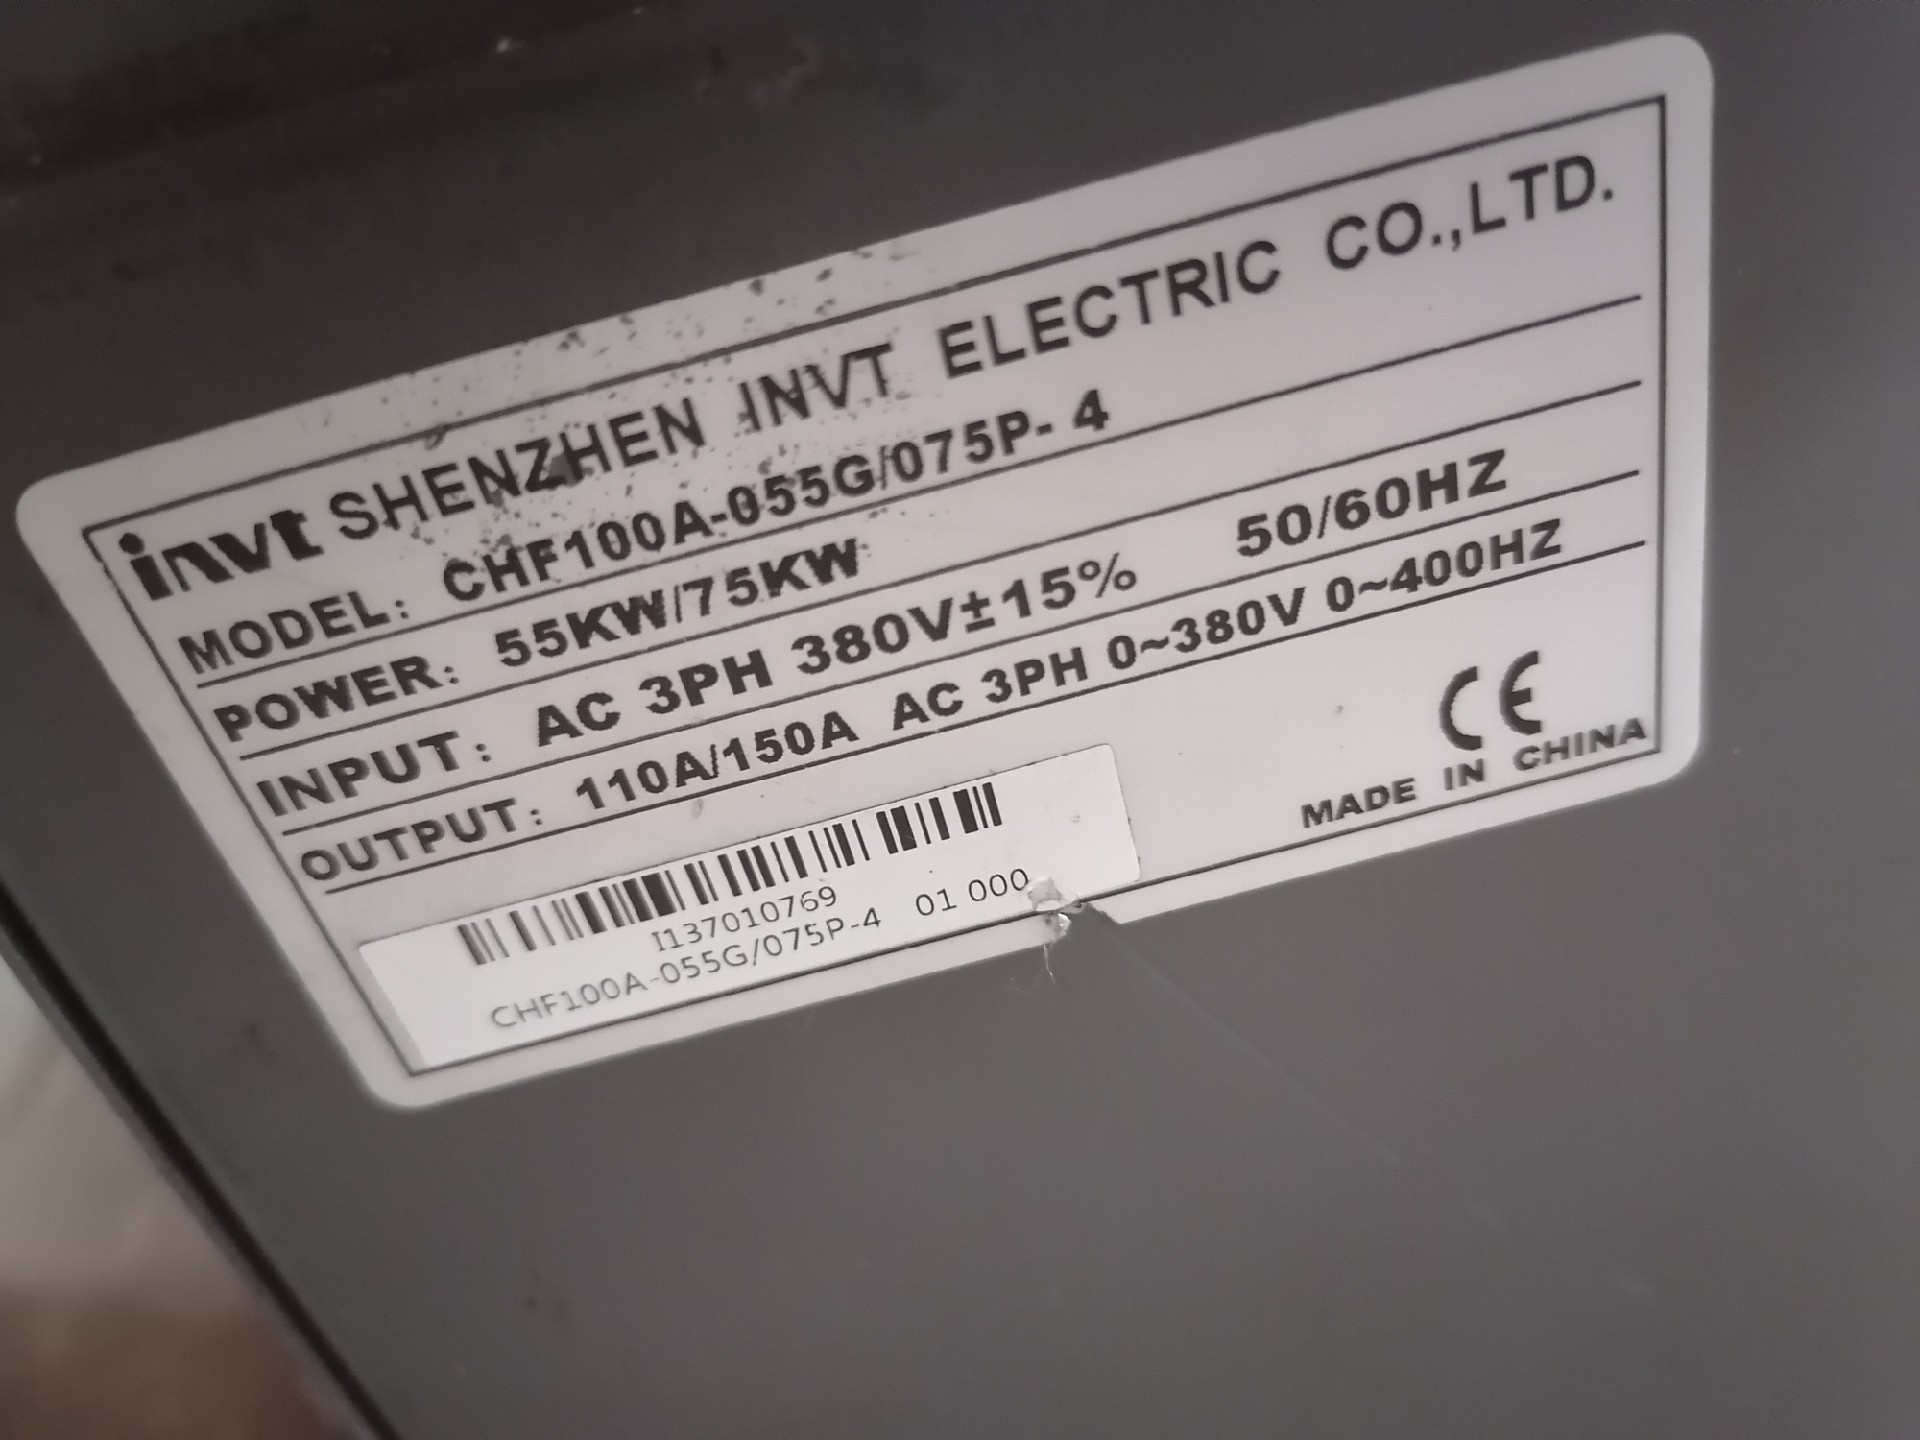 invt SHENZHEN INVT ELECTRIC CO.,LTD.
MODEL: CHF100A-055G/075P- 4
POWER: 55KW/75KW
INPUT: AC 3PH 380V±15% 50/60HZ
OUTPUT: 110A/150A AC 3PH 0~380V 0~400HZ
I137010769
CHF100A-055G/075P-4 01 000
CE
MADE IN CHINA